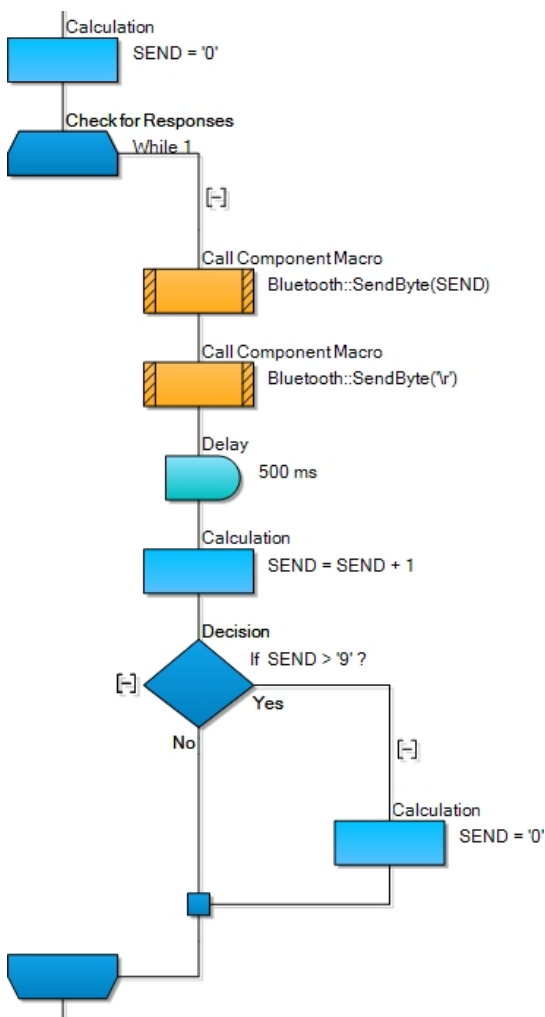 Calculation
SEND = '0'
Check for Responses
While 1
[-]
Call Component Macro
Bluetooth::SendByte(SEND)
Call Component Macro
Bluetooth::SendByte('\r')
Delay
500 ms
Calculation
SEND = SEND + 1
Decision
If SEND > '9' ?
[-]
Yes
No
[-]
Calculation
SEND = '0'